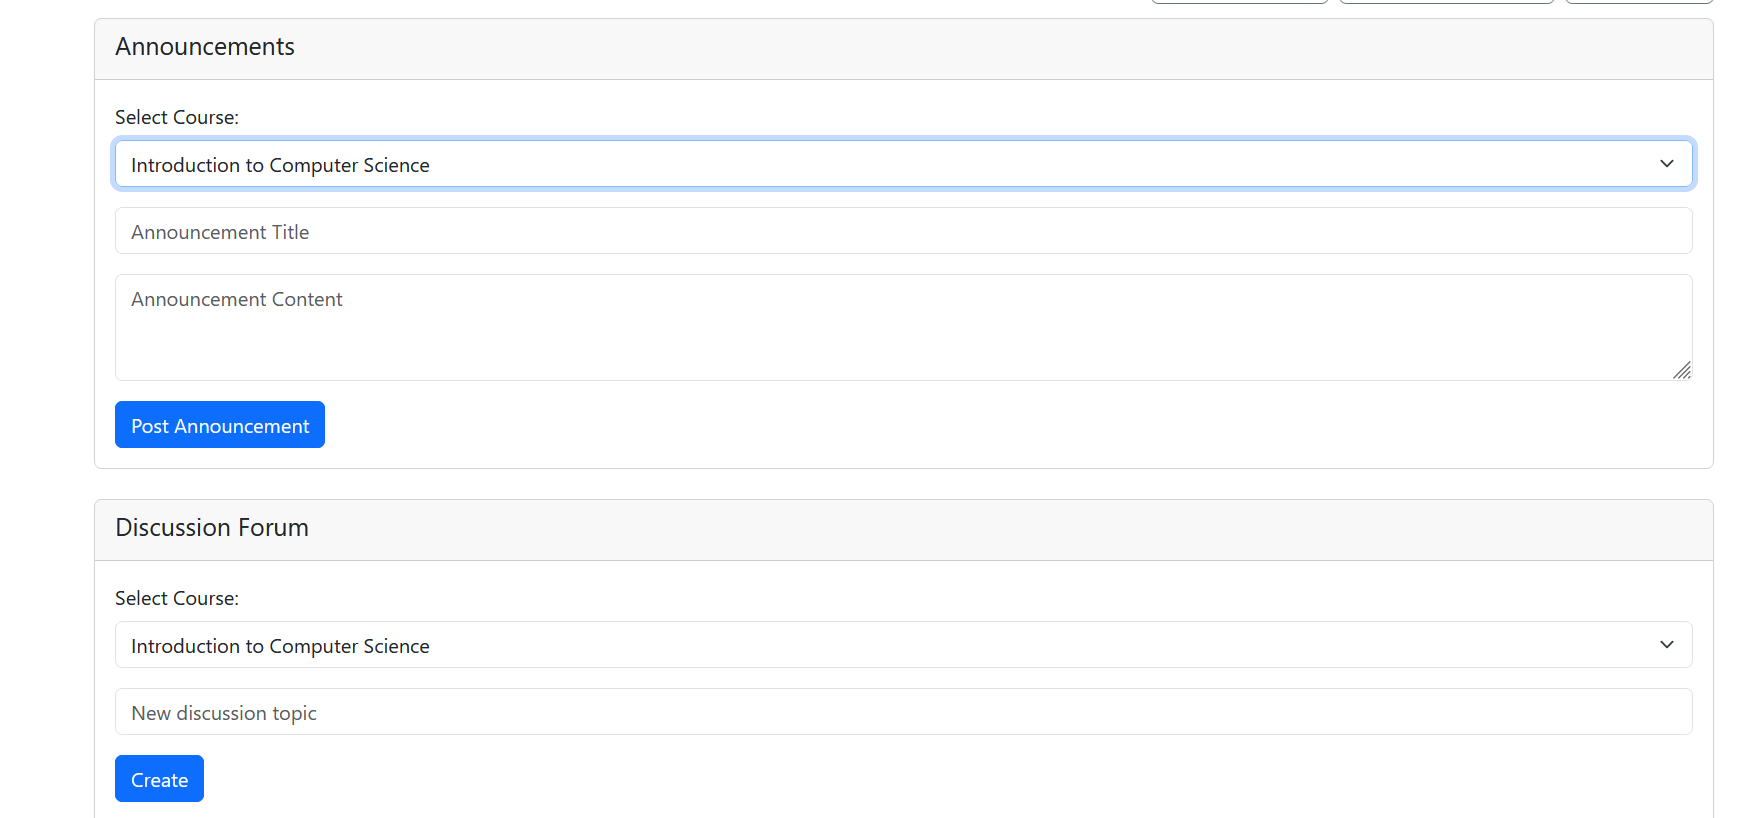 Announcements
Select Course:
Introduction to Computer Science
Announcement Title
Announcement Content
Post Announcement
Discussion Forum
Select Course:
Introduction to Computer Science
New discussion topic
Create